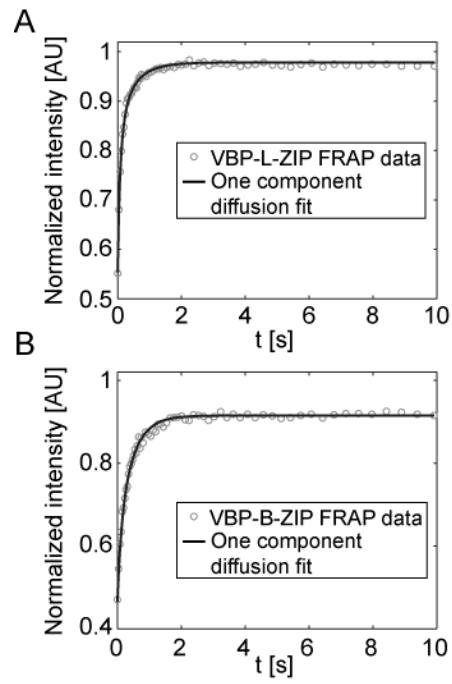 A
Normalized intensity [AU]
1
0.9
0.8
0.7
0.6
0.5
VBP-L-ZIP FRAP data
One component
diffusion fit
0 2 4 6 8 10
t [s]
B
Normalized intensity [AU]
1
0.8
0.6
0.4
VBP-B-ZIP FRAP data
One component
diffusion fit
0 2 4 6 8 10
t [s]